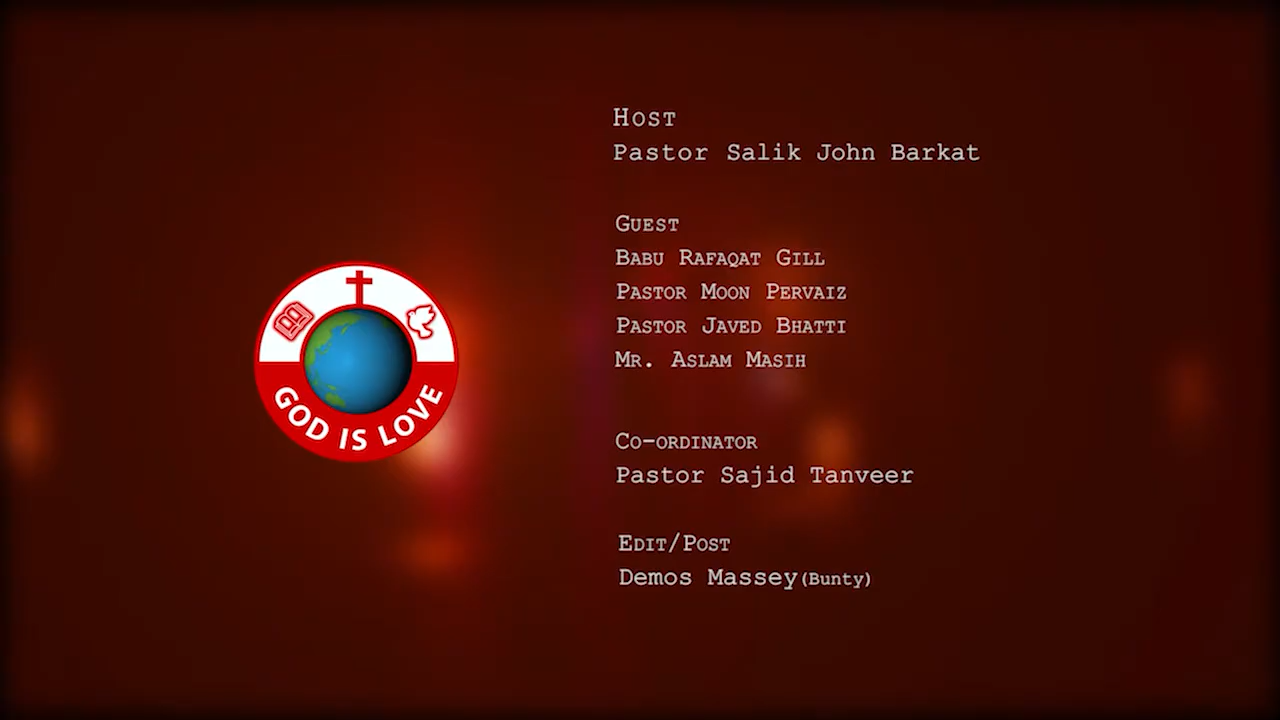 GOD IS LOVE
Host
Pastor Salik John Barkat
Guest
Babu Rafaqat Gill
Pastor Moon Pervaiz
Pastor Javed Bhatti
Mr. Aslam Masih
Co-ordinator
Pastor Sajid Tanveer
Edit/Post
Demos Massey(Bunty)